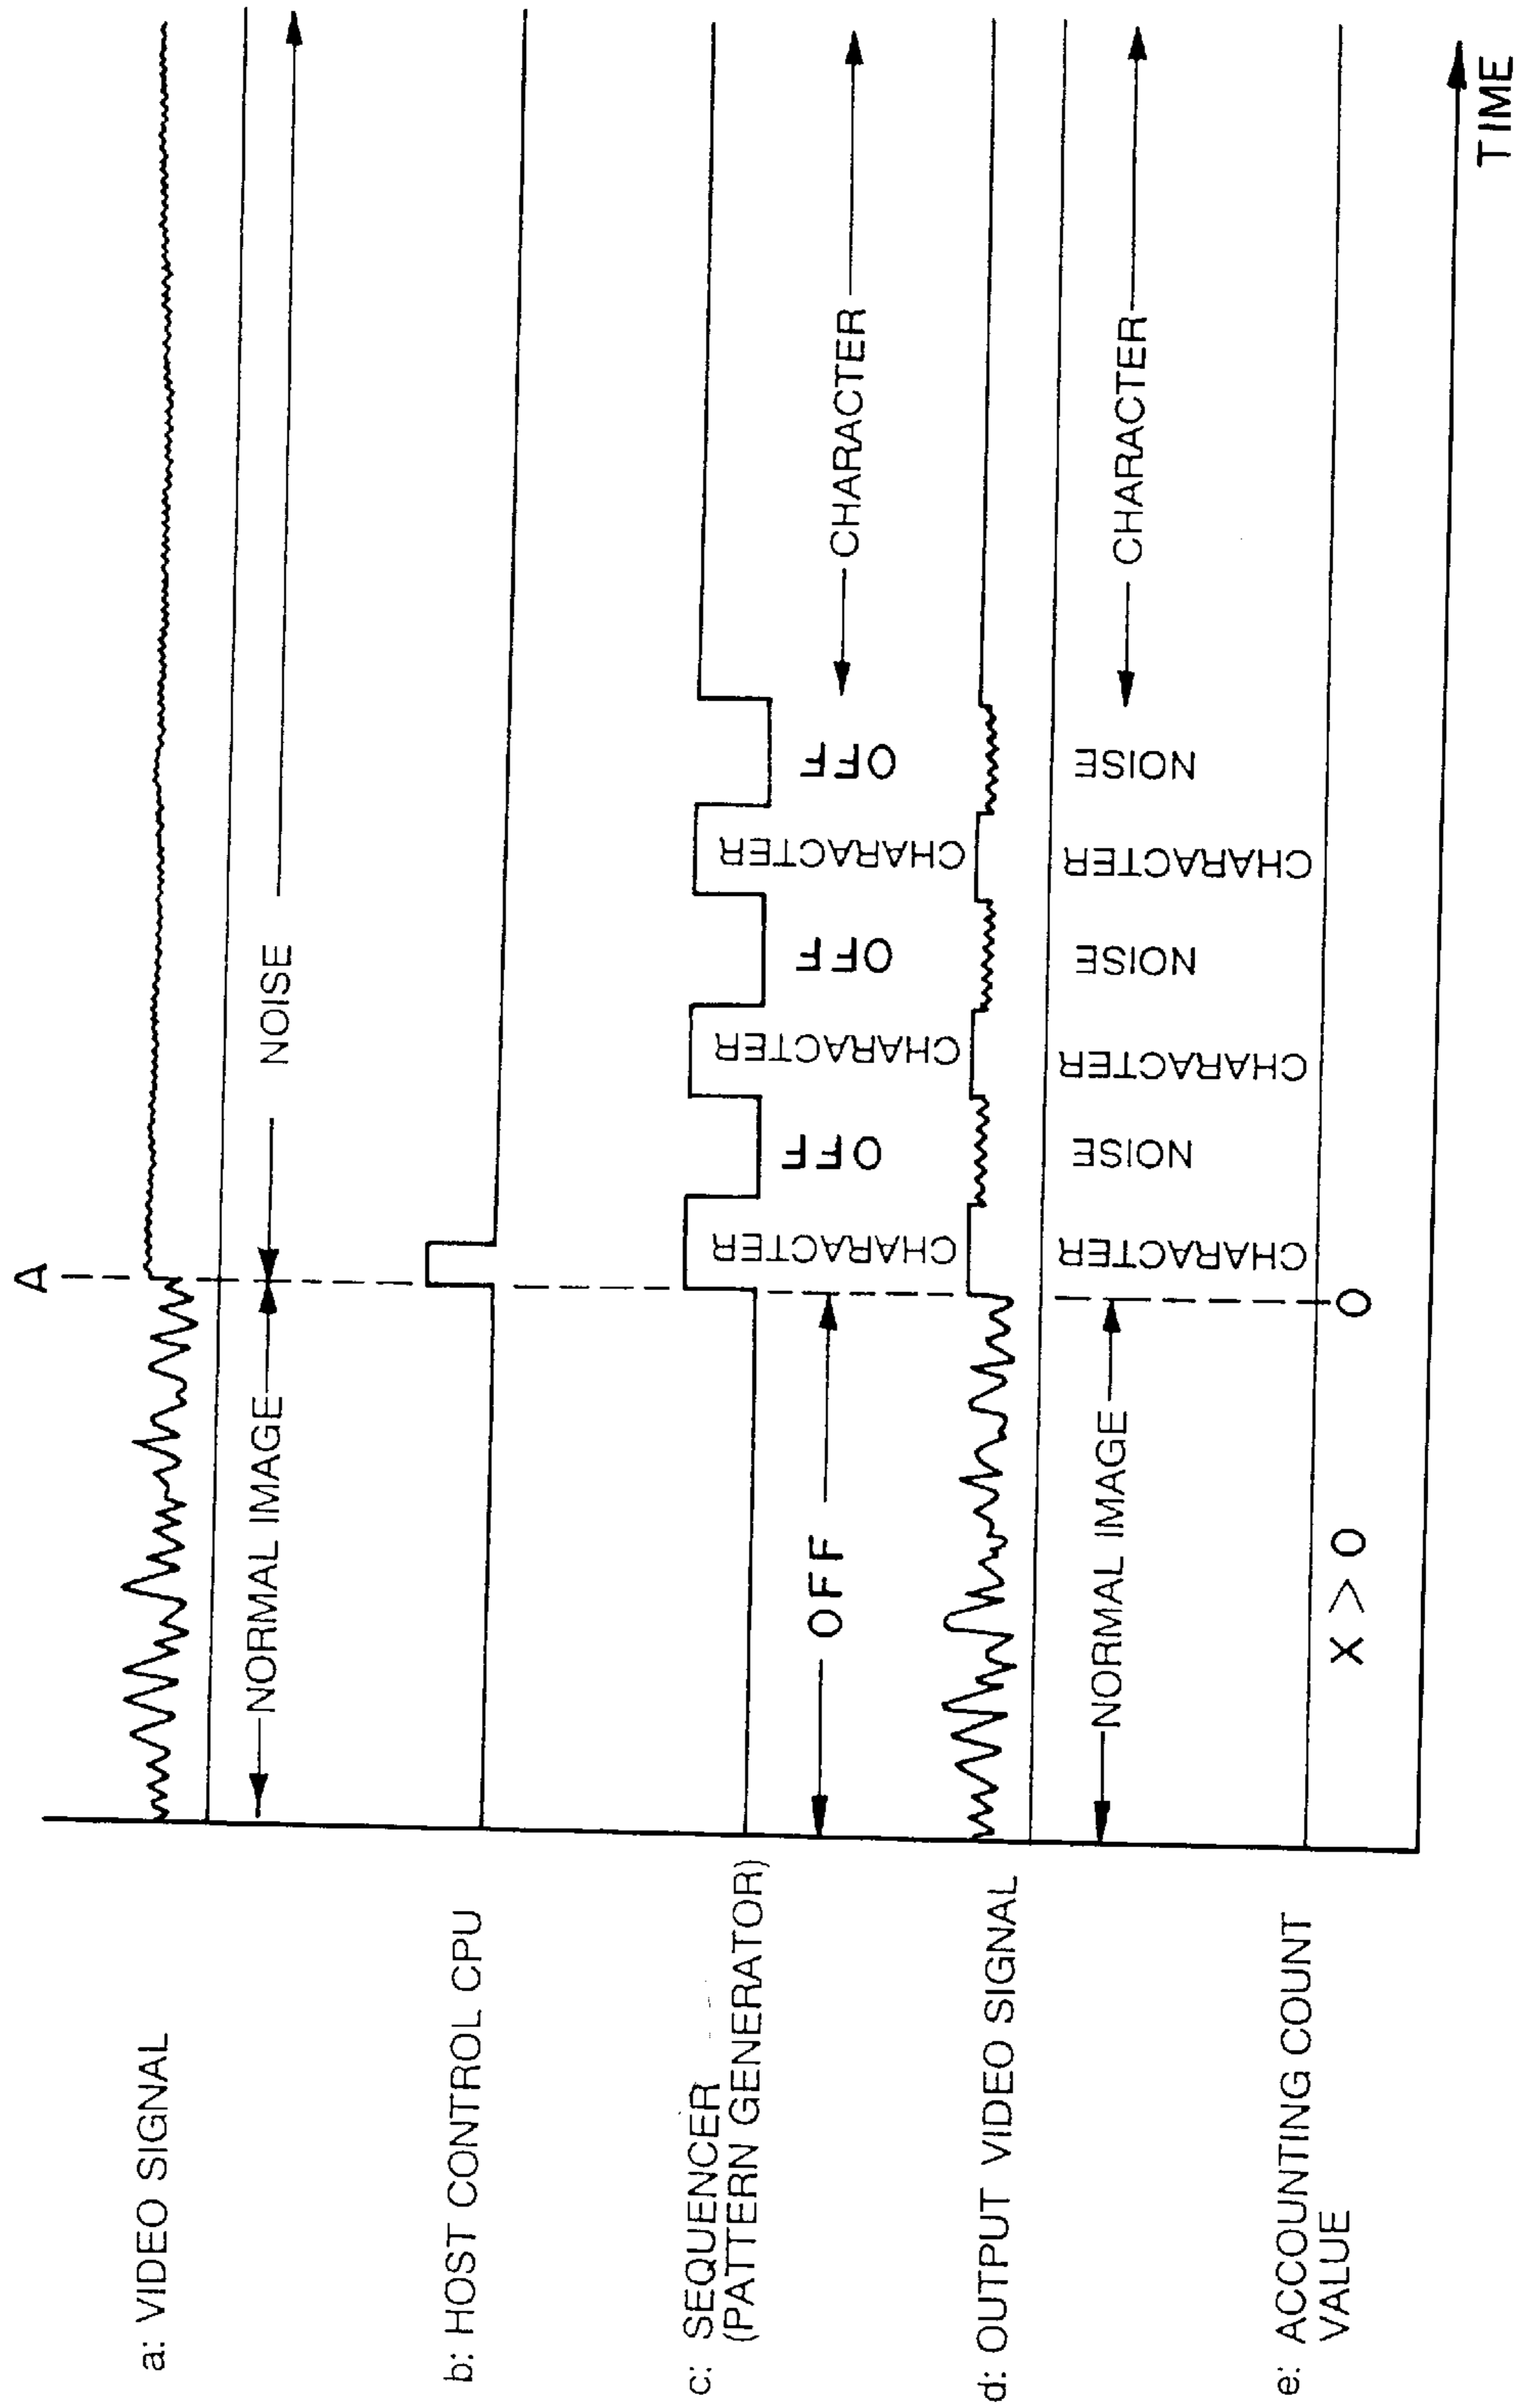 A
a: VIDEO SIGNAL
NORMAL IMAGE
NOISE
b: HOST CONTROL CPU
c: SEQUENCER
(PATTERN GENERATOR)
OFF
CHARACTER
OFF
CHARACTER
OFF
CHARACTER
OFF
CHARACTER
d: OUTPUT VIDEO SIGNAL
NORMAL IMAGE
CHARACTER
NOISE
CHARACTER
NOISE
CHARACTER
NOISE
CHARACTER
e: ACCOUNTING COUNT
VALUE
X > 0
0
TIME